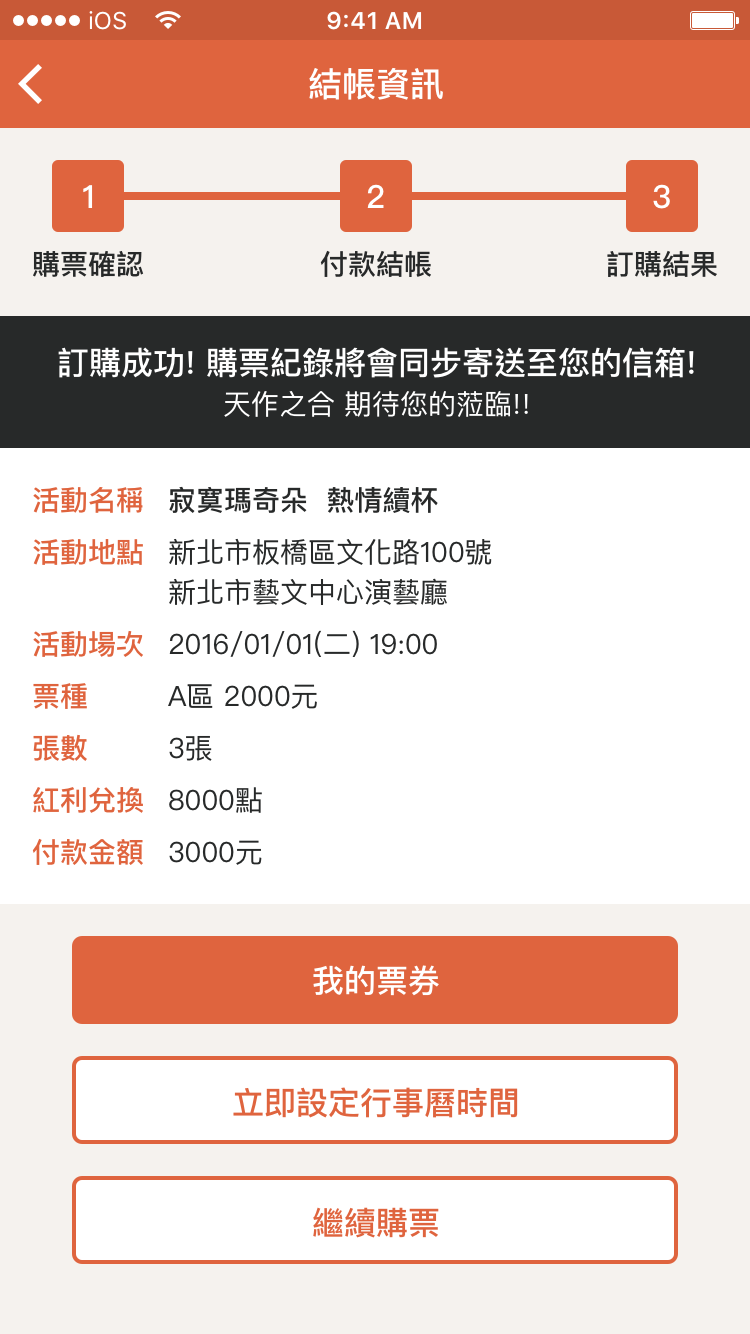 iOS 9:41 AM
結帳資訊
1 2 3
購票確認 付款結帳 訂購結果
訂購成功! 購票紀錄將會同步寄送至您的信箱!
天作之合 期待您的蒞臨!!
活動名稱 寂寞瑪奇朵 熱情續杯
活動地點 新北市板橋區文化路100號
新北市藝文中心演藝廳
活動場次 2016/01/01(二) 19:00
票種 A區 2000元
張數 3張
紅利兌換 8000點
付款金額 3000元
我的票券
立即設定行事曆時間
繼續購票